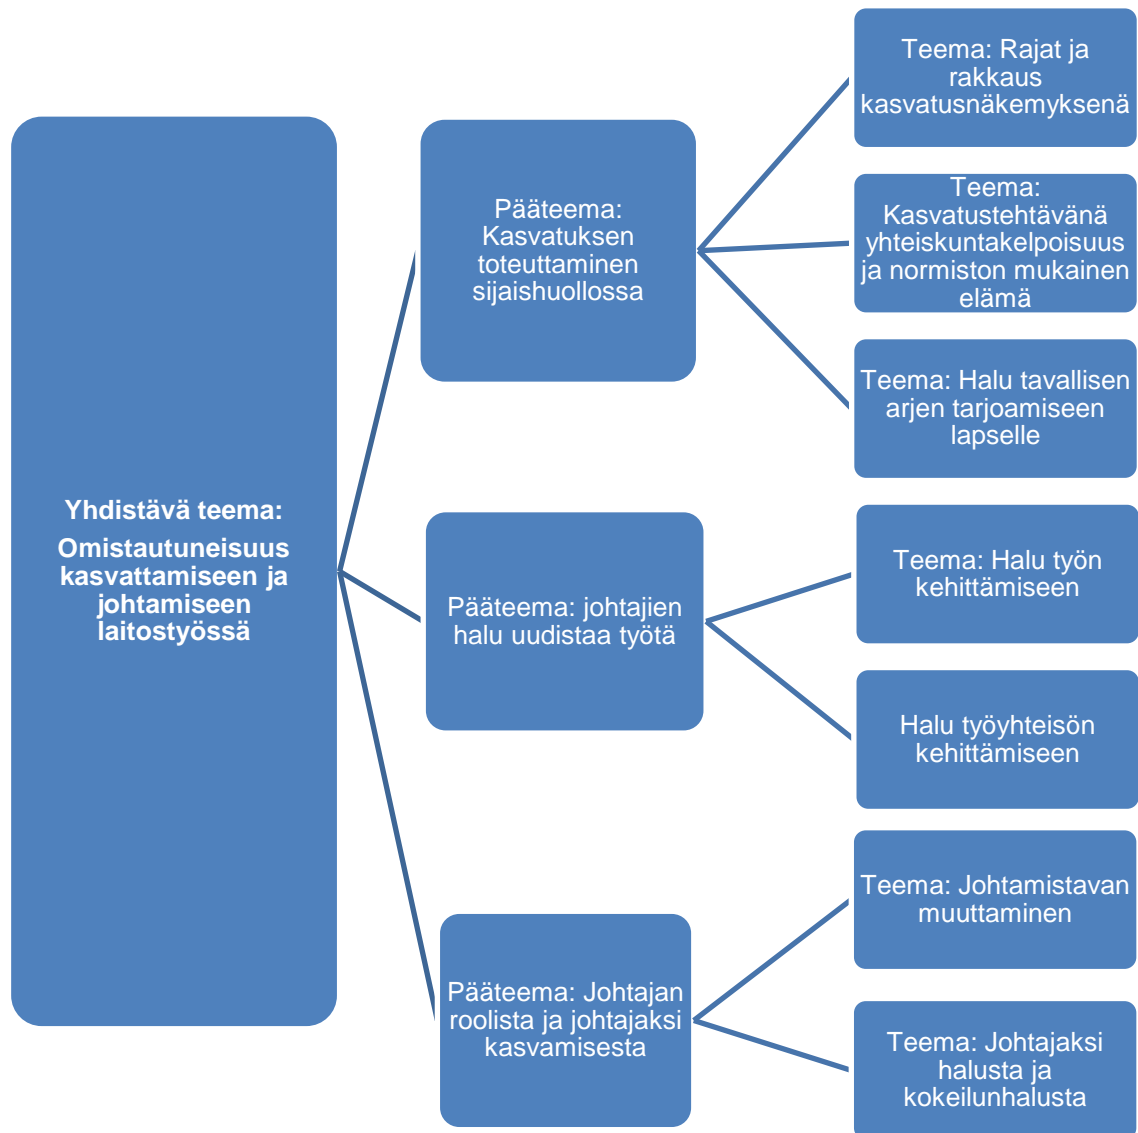 Yhdistävä teema:
Omistautuneisuus
kasvattamiseen ja
johtamiseen
laitostyössä
Pääteema:
Kasvatuksen
toteuttaminen
sijaishuollossa
Teema: Rajat ja
rakkaus
kasvatusnäkemyksenä
Teema:
Kasvatustehtävänä
yhteiskuntakelpoisuus
ja normiston mukainen
elämä
Teema: Halu tavallisen
arjen tarjoamiseen
lapselle
Pääteema: johtajien
halu uudistaa työtä
Teema: Halu työn
kehittämiseen
Halu työyhteisön
kehittämiseen
Pääteema: Johtajan
roolista ja johtajaksi
kasvamisesta
Teema: Johtamistavan
muuttaminen
Teema: Johtajaksi
halusta ja
kokeilunhalusta